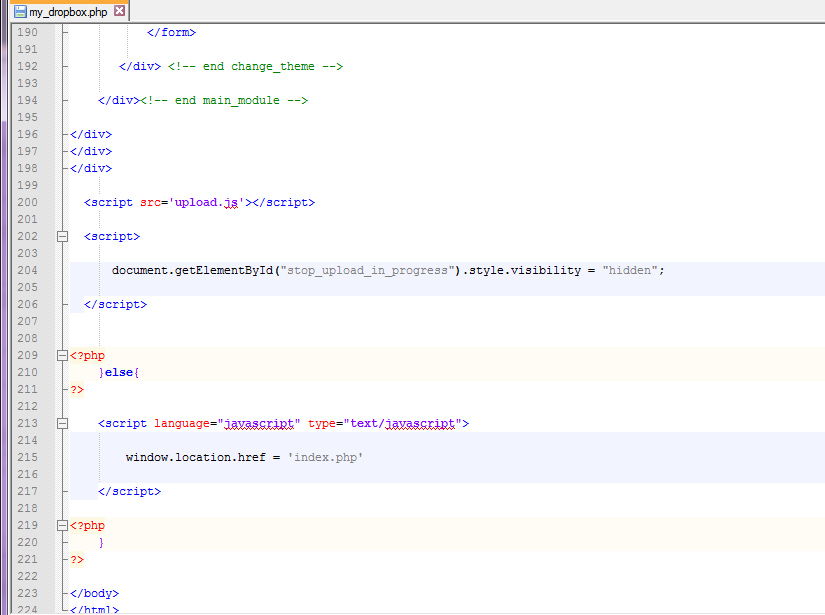 my_dropbox.php
190 </form>
191
192 </div> <!-- end change_theme -->
193
194 </div><!-- end main_module -->
195
196 </div>
197 </div>
198 </div>
199
200 <script src='upload.js'></script>
201
202 <script>
203
204 document.getElementById("stop_upload_in_progress").style.visibility = "hidden";
205
206 </script>
207
208
209 <?php
210 }else{
211 ?>
212
213 <script language="javascript" type="text/javascript">
214
215 window.location.href = 'index.php'
216
217 </script>
218
219 <?php
220 }
221 ?>
222
223 </body>
224 </html>